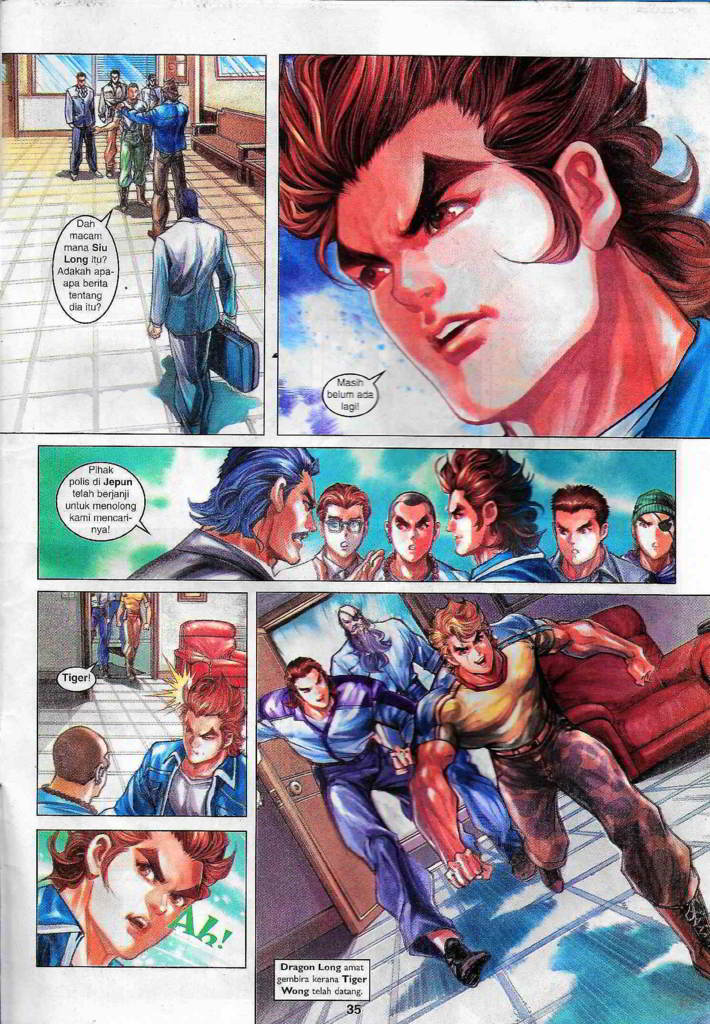 Dah
macam
mana Siu
Long itu?
Adakah apa-
apa berita
tentang
dia itu?
Masih
belum ada
lagi!
Pihak
polis di Jepun
telah berjanji
untuk menolong
kami mencari-
nya!
Tiger!
Ah!
Dragon Long amat
gembira kerana Tiger
Wong telah datang.
35